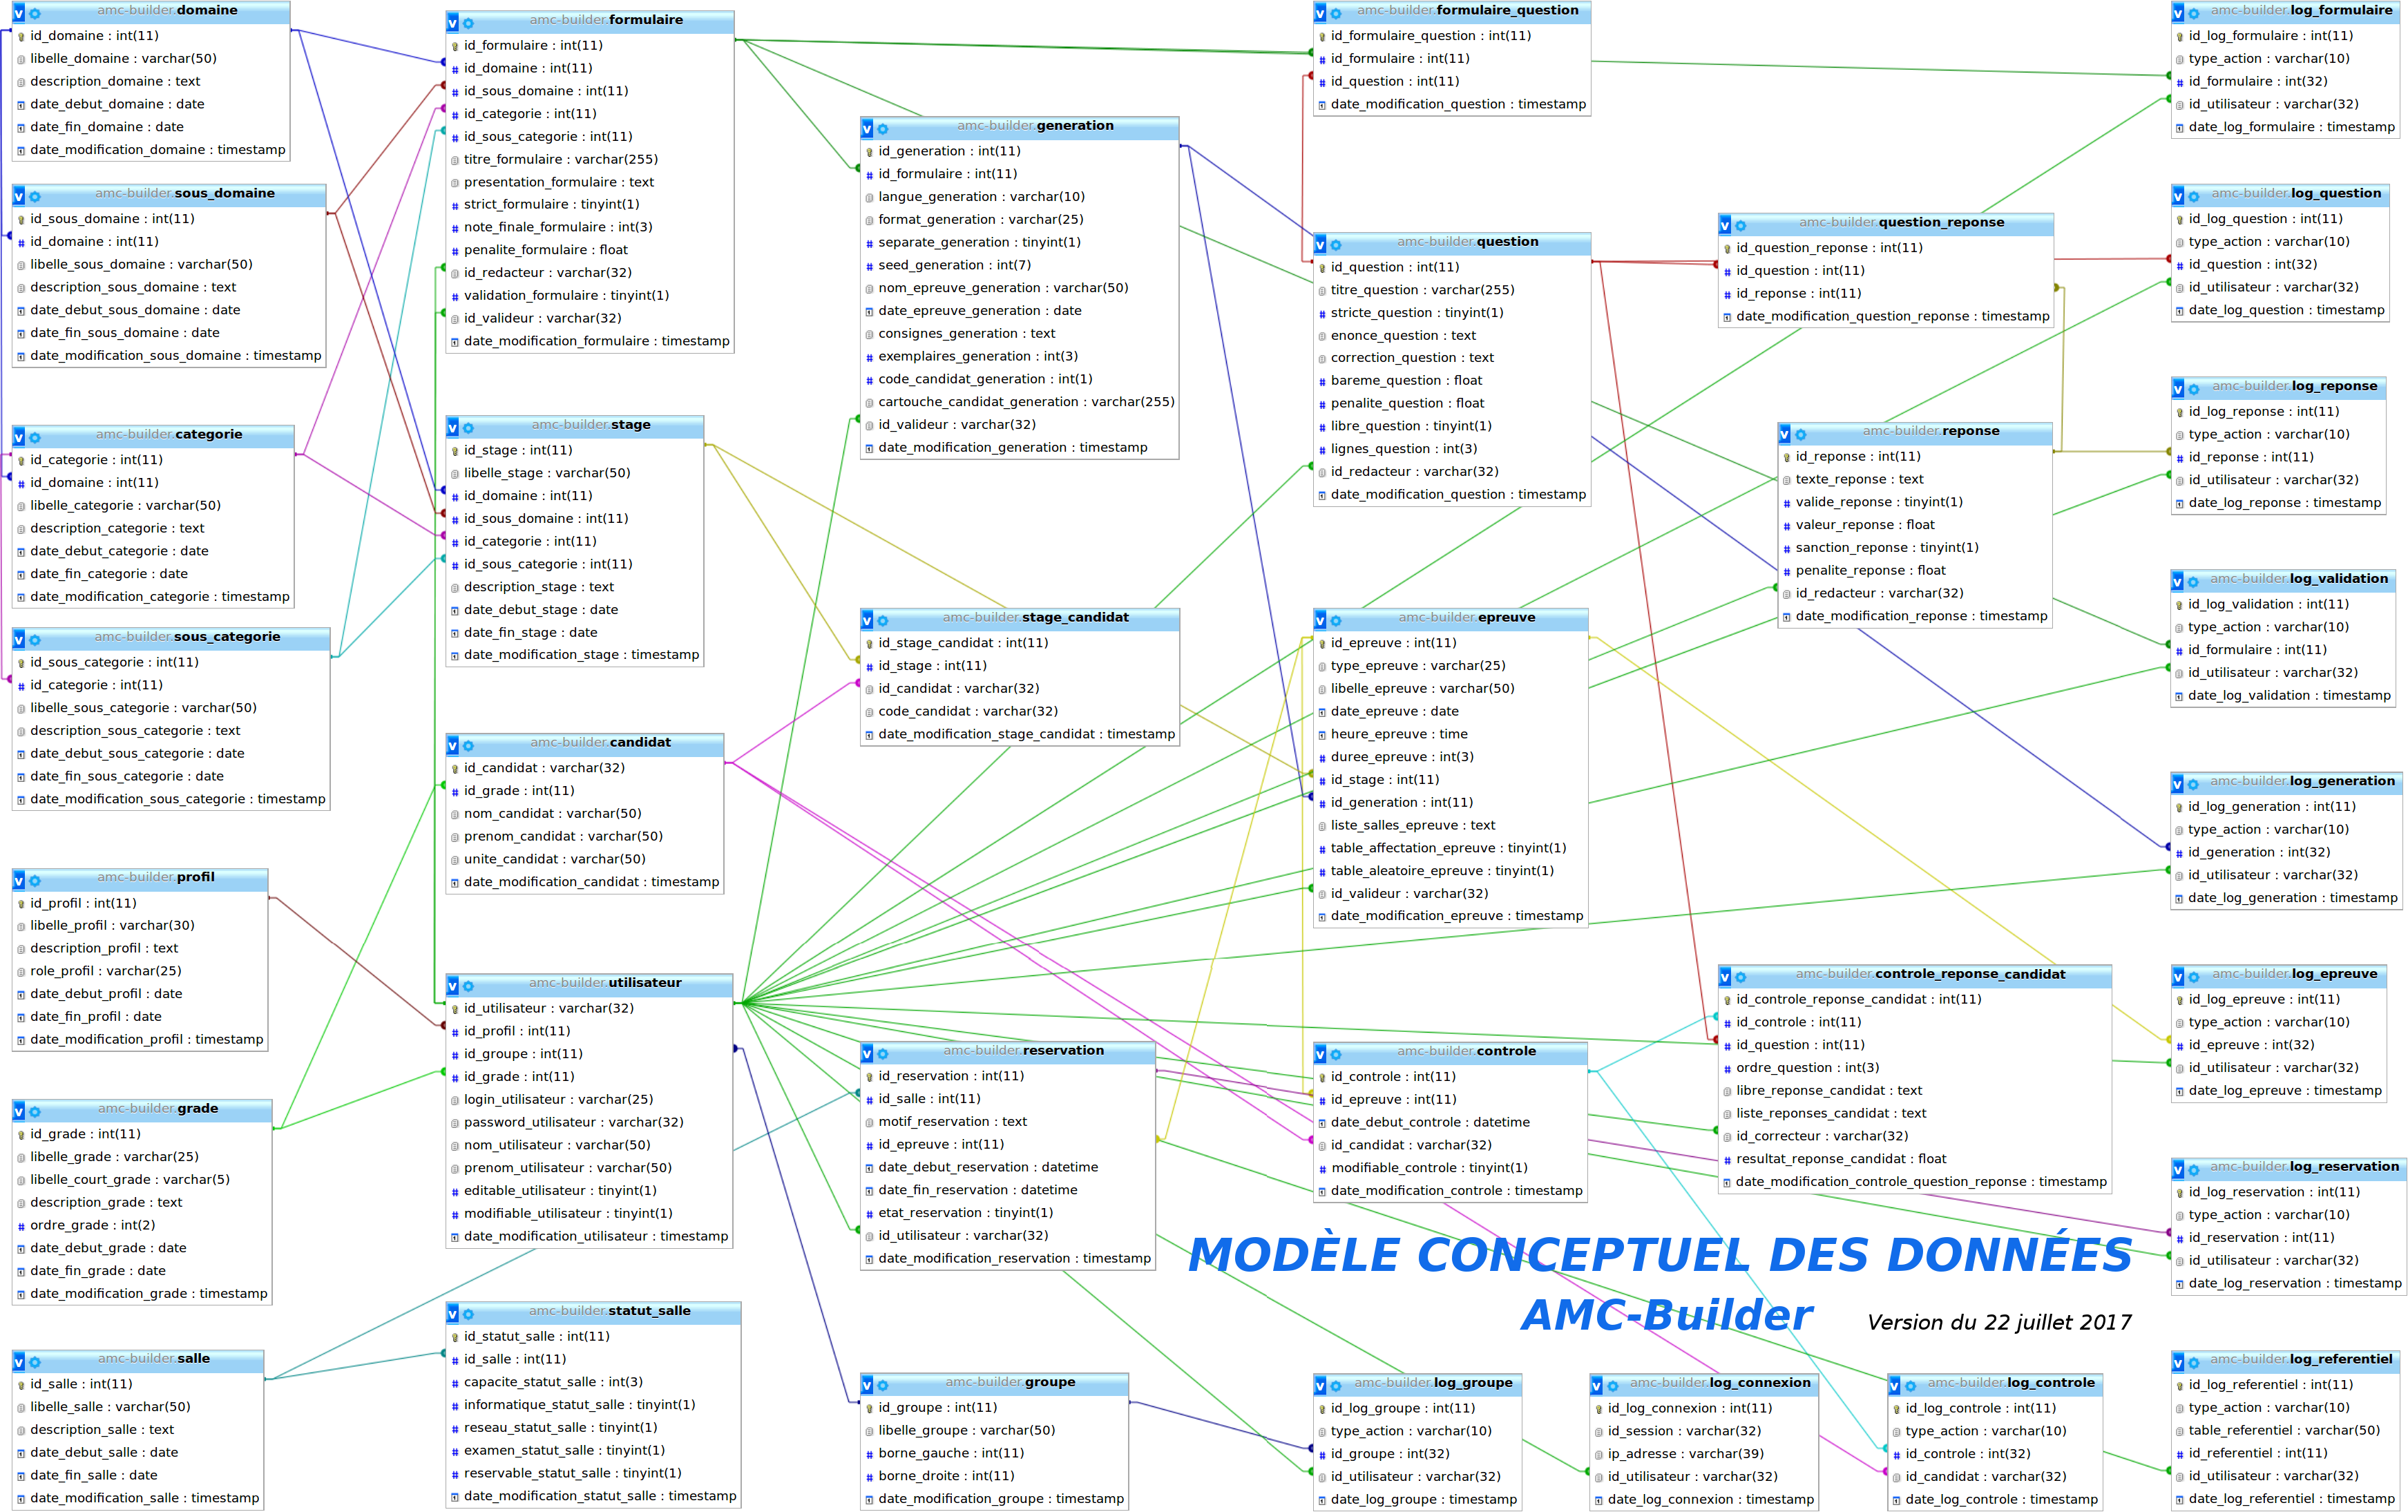 amc-builder.domaine
id_domaine : int(11)
libelle_domaine : varchar(50)
description_domaine : text
date_debut_domaine : date
date_fin_domaine : date
date_modification_domaine : timestamp
amc-builder.sous_domaine
id_sous_domaine : int(11)
id_domaine : int(11)
libelle_sous_domaine : varchar(50)
description_sous_domaine : text
date_debut_sous_domaine : date
date_fin_sous_domaine : date
date_modification_sous_domaine : timestamp
amc-builder.categorie
id_categorie : int(11)
id_domaine : int(11)
libelle_categorie : varchar(50)
description_categorie : text
date_debut_categorie : date
date_fin_categorie : date
date_modification_categorie : timestamp
amc-builder.sous_categorie
id_sous_categorie : int(11)
id_categorie : int(11)
libelle_sous_categorie : varchar(50)
description_sous_categorie : text
date_debut_sous_categorie : date
date_fin_sous_categorie : date
date_modification_sous_categorie : timestamp
amc-builder.profil
id_profil : int(11)
libelle_profil : varchar(30)
description_profil : text
role_profil : varchar(25)
date_debut_profil : date
date_fin_profil : date
date_modification_profil : timestamp
amc-builder.grade
id_grade : int(11)
libelle_grade : varchar(25)
libelle_court_grade : varchar(5)
description_grade : text
ordre_grade : int(2)
date_debut_grade : date
date_fin_grade : date
date_modification_grade : timestamp
amc-builder.salle
id_salle : int(11)
libelle_salle : varchar(50)
description_salle : text
date_debut_salle : date
date_fin_salle : date
date_modification_salle : timestamp
amc-builder.formulaire
id_formulaire : int(11)
id_domaine : int(11)
id_sous_domaine : int(11)
id_categorie : int(11)
id_sous_categorie : int(11)
titre_formulaire : varchar(255)
presentation_formulaire : text
strict_formulaire : tinyint(1)
note_finale_formulaire : int(3)
penalite_formulaire : float
id_redacteur : varchar(32)
validation_formulaire : tinyint(1)
id_valideur : varchar(32)
date_modification_formulaire : timestamp
amc-builder.stage
id_stage : int(11)
libelle_stage : varchar(50)
id_domaine : int(11)
id_sous_domaine : int(11)
id_categorie : int(11)
id_sous_categorie : int(11)
description_stage : text
date_debut_stage : date
date_fin_stage : date
date_modification_stage : timestamp
amc-builder.candidat
id_candidat : varchar(32)
id_grade : int(11)
nom_candidat : varchar(50)
prenom_candidat : varchar(50)
unite_candidat : varchar(50)
date_modification_candidat : timestamp
amc-builder.utilisateur
id_utilisateur : varchar(32)
id_profil : int(11)
id_groupe : int(11)
id_grade : int(11)
login_utilisateur : varchar(25)
password_utilisateur : varchar(32)
nom_utilisateur : varchar(50)
prenom_utilisateur : varchar(50)
editable_utilisateur : tinyint(1)
modifiable_utilisateur : tinyint(1)
date_modification_utilisateur : timestamp
amc-builder.statut_salle
id_statut_salle : int(11)
id_salle : int(11)
capacite_statut_salle : int(3)
informatique_statut_salle : tinyint(1)
reseau_statut_salle : tinyint(1)
examen_statut_salle : tinyint(1)
reservable_statut_salle : tinyint(1)
date_modification_statut_salle : timestamp
amc-builder.generation
id_generation : int(11)
id_formulaire : int(11)
langue_generation : varchar(10)
format_generation : varchar(25)
separate_generation : tinyint(1)
seed_generation : int(7)
nom_epreuve_generation : varchar(50)
date_epreuve_generation : date
consignes_generation : text
exemplaires_generation : int(3)
code_candidat_generation : int(1)
cartouche_candidat_generation : varchar(255)
id_valideur : varchar(32)
date_modification_generation : timestamp
amc-builder.stage_candidat
id_stage_candidat : int(11)
id_stage : int(11)
id_candidat : varchar(32)
code_candidat : varchar(32)
date_modification_stage_candidat : timestamp
amc-builder.reservation
id_reservation : int(11)
id_salle : int(11)
motif_reservation : text
id_epreuve : int(11)
date_debut_reservation : datetime
date_fin_reservation : datetime
etat_reservation : tinyint(1)
id_utilisateur : varchar(32)
date_modification_reservation : timestamp
amc-builder.groupe
id_groupe : int(11)
libelle_groupe : varchar(50)
borne_gauche : int(11)
borne_droite : int(11)
date_modification_groupe : timestamp
amc-builder.formulaire_question
id_formulaire_question : int(11)
id_formulaire : int(11)
id_question : int(11)
date_modification_question : timestamp
amc-builder.question
id_question : int(11)
titre_question : varchar(255)
stricte_question : tinyint(1)
enonce_question : text
correction_question : text
bareme_question : float
penalite_question : float
libre_question : tinyint(1)
lignes_question : int(3)
id_redacteur : varchar(32)
date_modification_question : timestamp
amc-builder.epreuve
id_epreuve : int(11)
type_epreuve : varchar(25)
libelle_epreuve : varchar(50)
date_epreuve : date
heure_epreuve : time
duree_epreuve : int(3)
id_stage : int(11)
id_generation : int(11)
liste_salles_epreuve : text
table_affectation_epreuve : tinyint(1)
table_aleatoire_epreuve : tinyint(1)
id_valideur : varchar(32)
date_modification_epreuve : timestamp
amc-builder.controle
id_controle : int(11)
id_epreuve : int(11)
date_debut_controle : datetime
id_candidat : varchar(32)
modifiable_controle : tinyint(1)
date_modification_controle : timestamp
MODÈLE CONCEPTUEL DES DONNÉES
AMC-Builder
Version du 22 juillet 2017
amc-builder.log_groupe
id_log_groupe : int(11)
type_action : varchar(10)
id_groupe : int(32)
id_utilisateur : varchar(32)
date_log_groupe : timestamp
amc-builder.log_connexion
id_log_connexion : int(11)
id_session : varchar(32)
ip_adresse : varchar(39)
id_utilisateur : varchar(32)
date_log_connexion : timestamp
amc-builder.log_controle
id_log_controle : int(11)
type_action : varchar(10)
id_controle : int(32)
id_candidat : varchar(32)
date_log_controle : timestamp
amc-builder.question_reponse
id_question_reponse : int(11)
id_question : int(11)
id_reponse : int(11)
date_modification_question_reponse : timestamp
amc-builder.reponse
id_reponse : int(11)
texte_reponse : text
valide_reponse : tinyint(1)
valeur_reponse : float
sanction_reponse : tinyint(1)
penalite_reponse : float
id_redacteur : varchar(32)
date_modification_reponse : timestamp
amc-builder.controle_reponse_candidat
id_controle_reponse_candidat : int(11)
id_controle : int(11)
id_question : int(11)
ordre_question : int(3)
libre_reponse_candidat : text
liste_reponses_candidat : text
id_correcteur : varchar(32)
resultat_reponse_candidat : float
date_modification_controle_question_reponse : timestamp
amc-builder.log_formulaire
id_log_formulaire : int(11)
type_action : varchar(10)
id_formulaire : int(32)
id_utilisateur : varchar(32)
date_log_formulaire : timestamp
amc-builder.log_question
id_log_question : int(11)
type_action : varchar(10)
id_question : int(32)
id_utilisateur : varchar(32)
date_log_question : timestamp
amc-builder.log_reponse
id_log_reponse : int(11)
type_action : varchar(10)
id_reponse : int(11)
id_utilisateur : varchar(32)
date_log_reponse : timestamp
amc-builder.log_validation
id_log_validation : int(11)
type_action : varchar(10)
id_formulaire : int(11)
id_utilisateur : varchar(32)
date_log_validation : timestamp
amc-builder.log_generation
id_log_generation : int(11)
type_action : varchar(10)
id_generation : int(32)
id_utilisateur : varchar(32)
date_log_generation : timestamp
amc-builder.log_epreuve
id_log_epreuve : int(11)
type_action : varchar(10)
id_epreuve : int(32)
id_utilisateur : varchar(32)
date_log_epreuve : timestamp
amc-builder.log_reservation
id_log_reservation : int(11)
type_action : varchar(10)
id_reservation : int(11)
id_utilisateur : varchar(32)
date_log_reservation : timestamp
amc-builder.log_referentiel
id_log_referentiel : int(11)
type_action : varchar(10)
table_referentiel : varchar(50)
id_referentiel : int(11)
id_utilisateur : varchar(32)
date_log_referentiel : timestamp